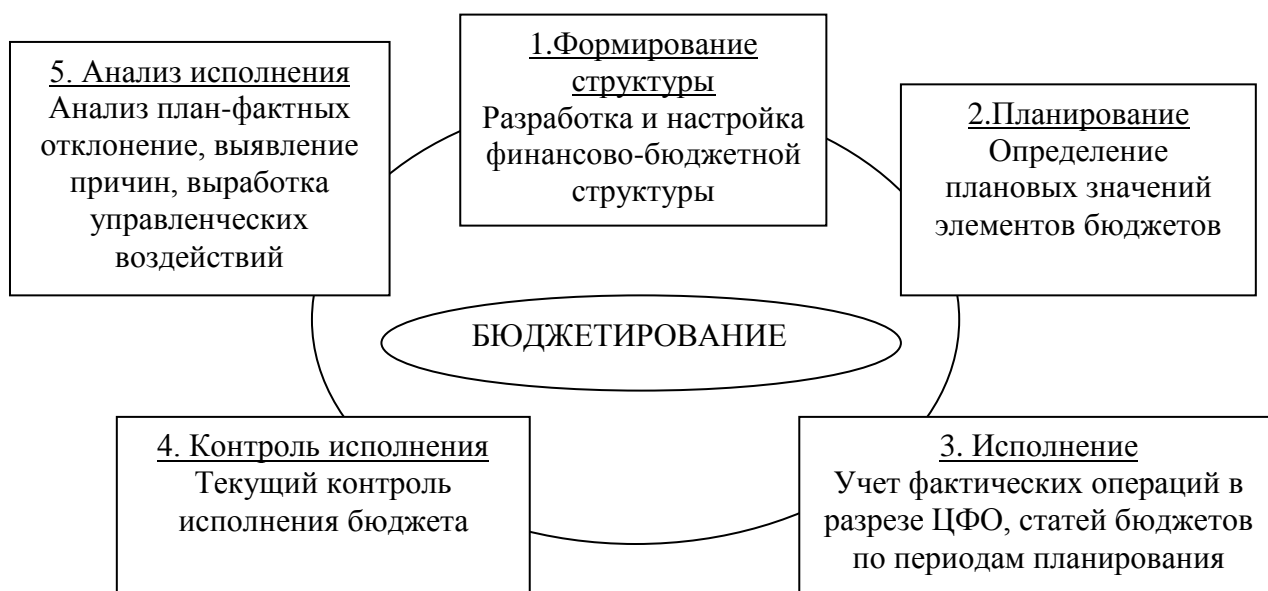 1.Формирование
структуры
Разработка и настройка
финансово-бюджетной
структуры
2.Планирование
Определение
плановых значений
элементов бюджетов
3. Исполнение
Учет фактических операций в
разрезе ЦФО, статей бюджетов
по периодам планирования
4. Контроль исполнения
Текущий контроль
исполнения бюджета
5. Анализ исполнения
Анализ план-фактных
отклонение, выявление
причин, выработка
управленческих
воздействий
БЮДЖЕТИРОВАНИЕ